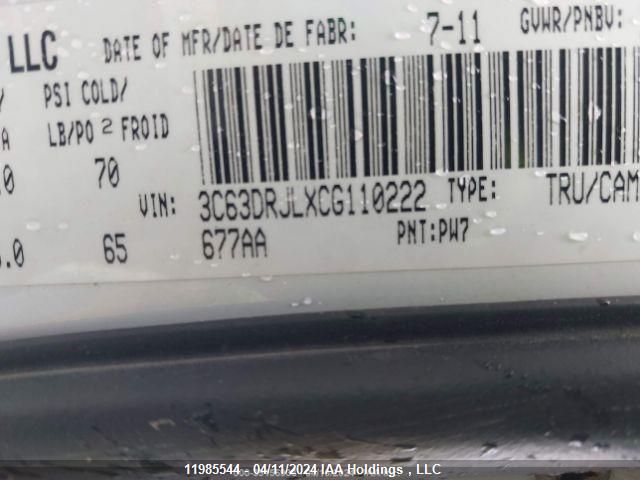 LLC DATE OF MFR/DATE DE FABR: 7-11 GVWR/PNBV:
PSI COLD/
LB/PO 2 FROID
70
VIN: 3C63DRJLXCG110222 TYPE: TRU/CAM
.0 65 677AA PNT:PW7
11985544 - 04/11/2024 IAA Holdings , LLC